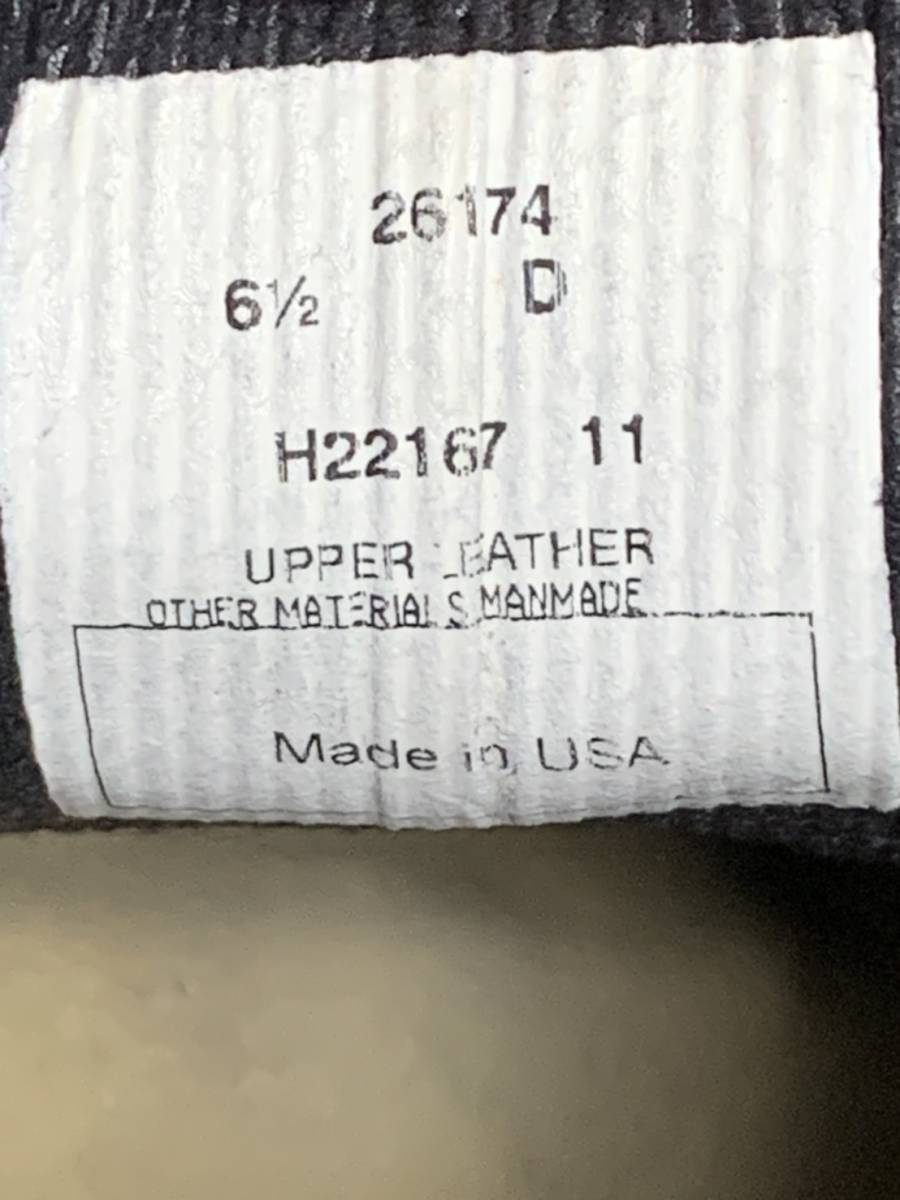 26174
6½ D
H22167 11
UPPER LEATHER
OTHER MATERIALS MANMADE
Made in USA